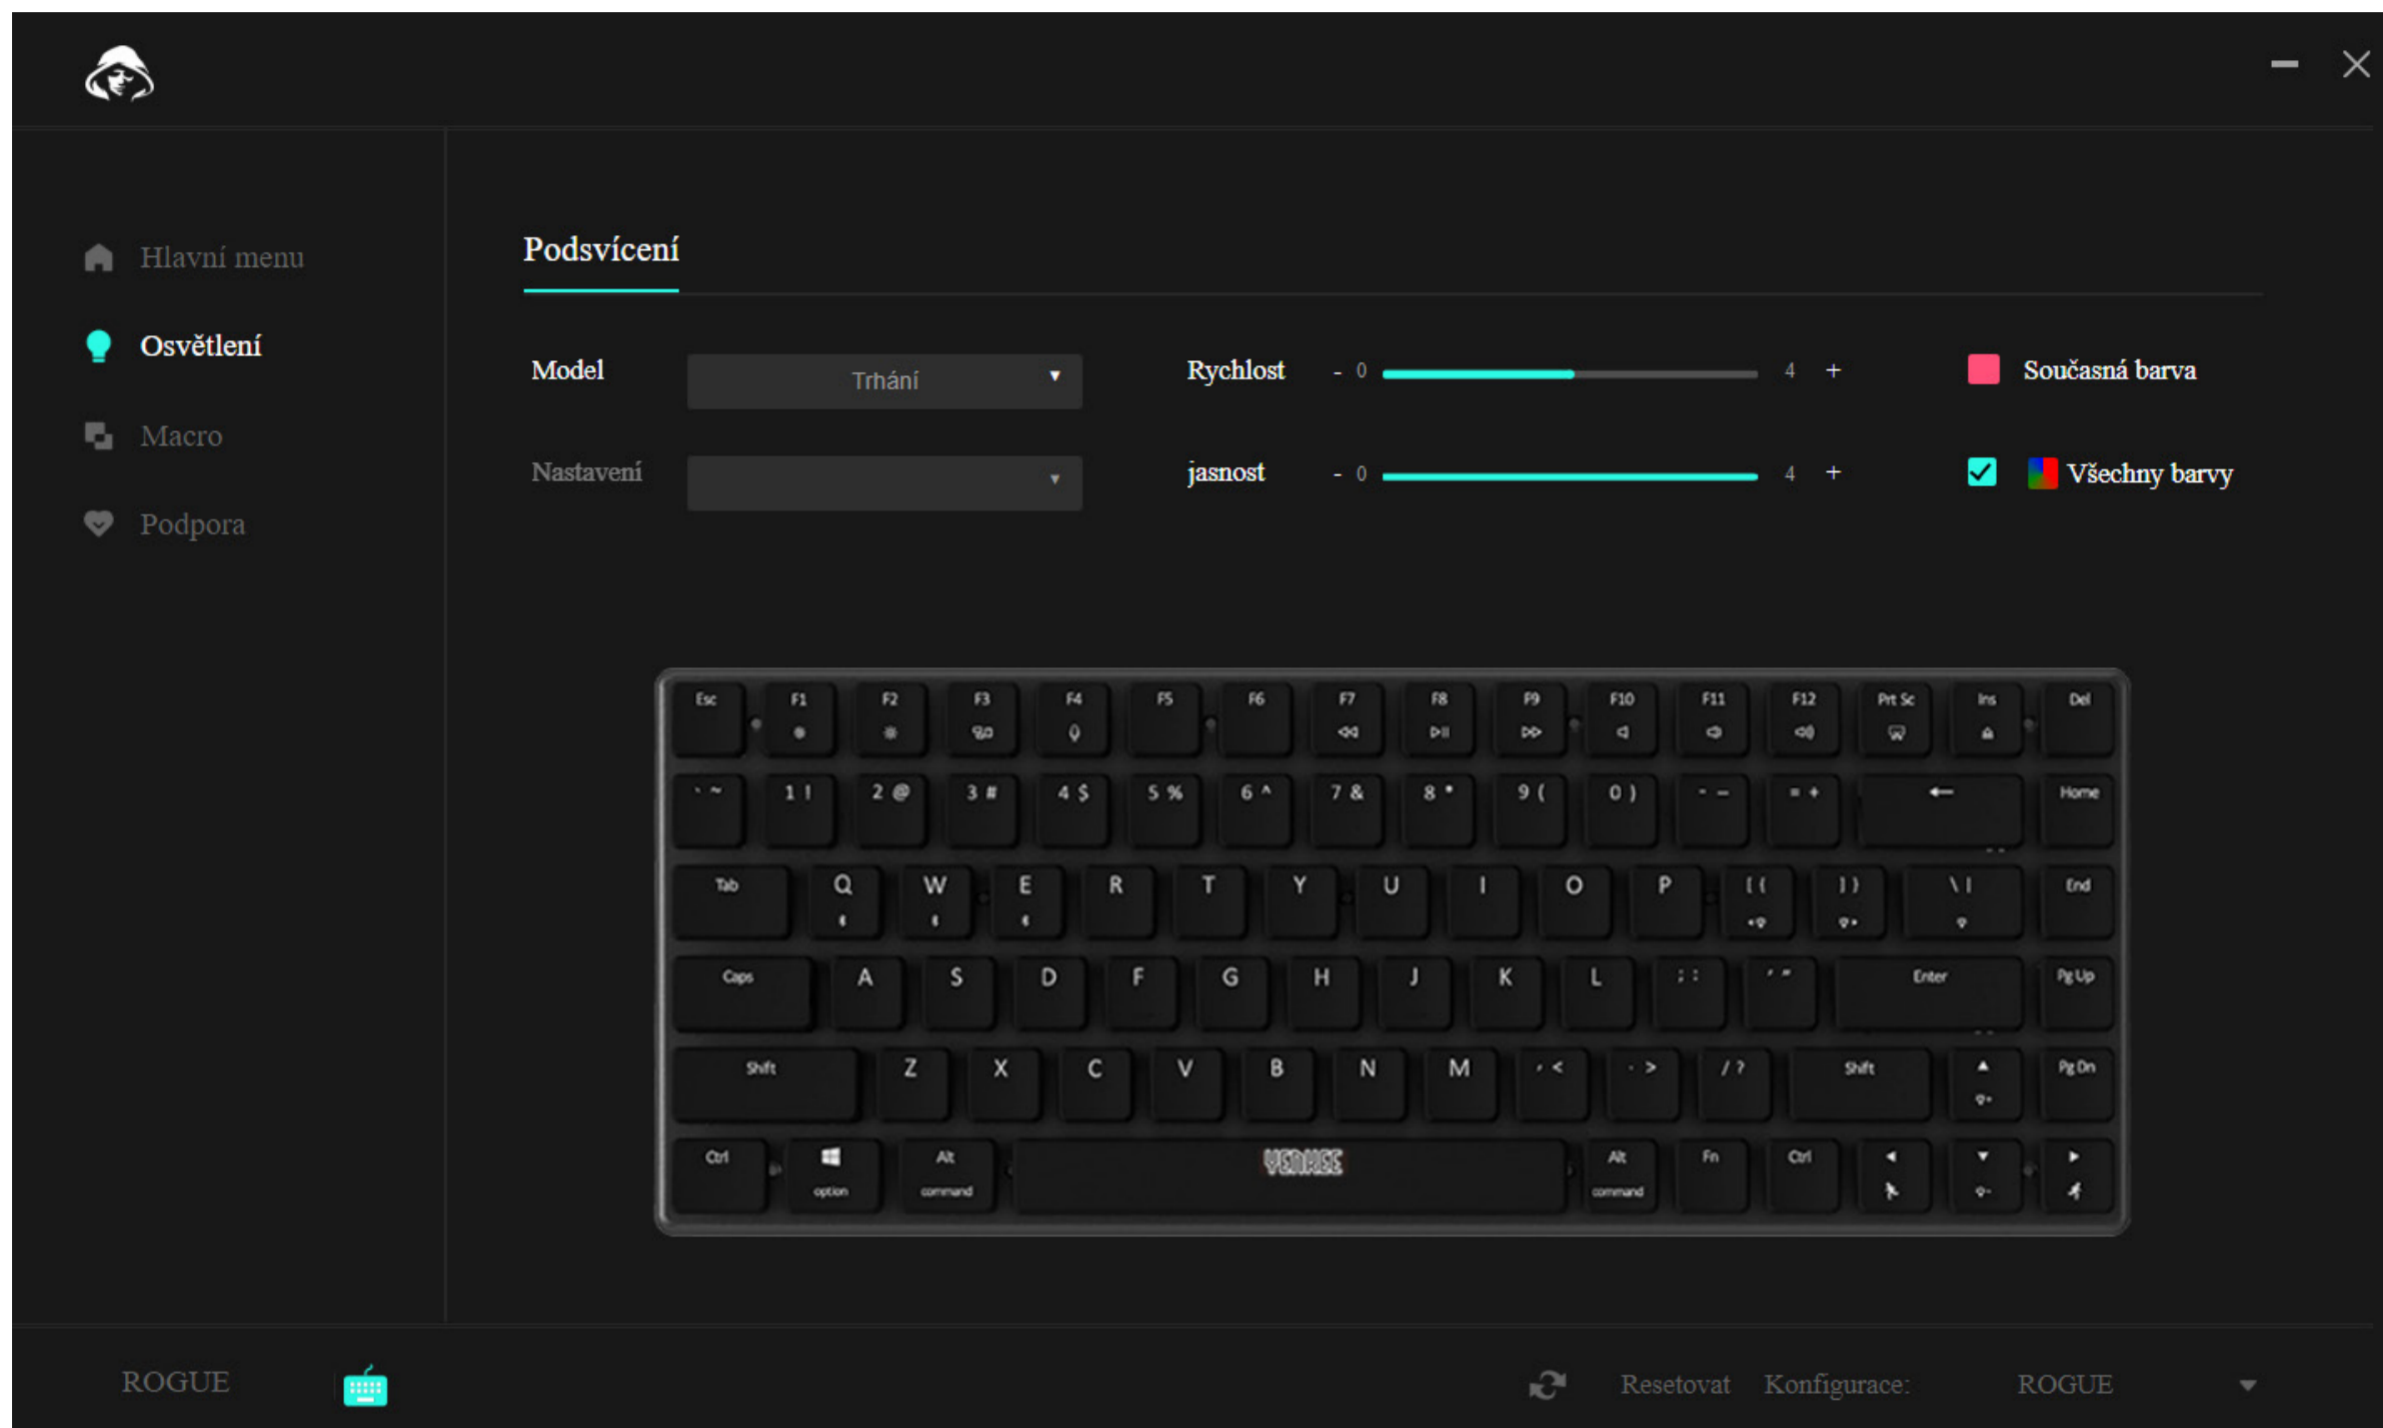 Hlavní menu
Osvětlení
Macro
Podpora
Podsvícení
Model Trhání Rychlost - 0 4 + Současná barva
Nastavení jasnost - 0 4 + Všechny barvy
Esc F1 F2 F3 F4 F5 F6 F7 F8 F9 F10 F11 F12 Prt Sc Ins Del
` ~ 1 ! 2 @ 3 # 4 $ 5 % 6 ^ 7 & 8 * 9 ( 0 ) - _ = + ← Home
Tab Q W E R T Y U I O P [ { ] } \ | End
Caps A S D F G H J K L ; : ' " Enter Pg Up
Shift Z X C V B N M , < . > / ? Shift Pg Dn
Ctrl option Alt command YENKEE Alt command Fn Ctrl
ROGUE Resetovat Konfigurace: ROGUE